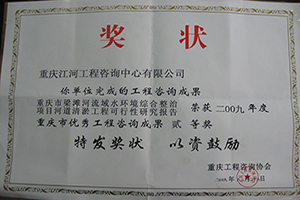 奖状
重庆江河工程咨询中心有限公司
你单位完成的工程咨询成果
重庆市梁滩河流域水环境综合整治
项目河道清淤工程可行性研究报告
荣获二00九年度
重庆市优秀工程咨询成果 贰 等奖
特发奖状 以资鼓励
重庆工程咨询协会